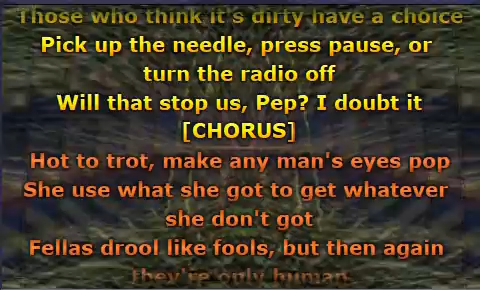 Those who think it's dirty have a choice
Pick up the needle, press pause, or
turn the radio off
Will that stop us, Pep? I doubt it
[CHORUS]
Hot to trot, make any man's eyes pop
She use what she got to get whatever
she don't got
Fellas drool like fools, but then again
they're only human